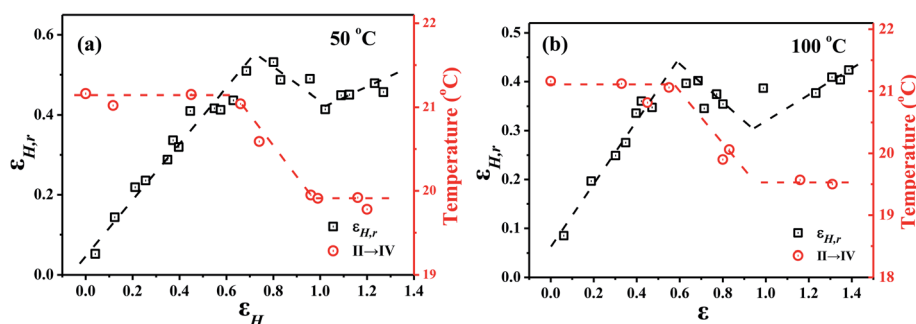 (a)
50 °C
ε_{H,r}
0.6
0.4
0.2
0.0
0.0 0.2 0.4 0.6 0.8 1.0 1.2 1.4
ε_H
22
21
20
19
Temperature (°C)
ε_{H,r}
II→IV
(b)
100 °C
ε_{H,r}
0.5
0.4
0.3
0.2
0.1
0.0
0.0 0.2 0.4 0.6 0.8 1.0 1.2 1.4
ε
22
21
20
19
18
Temperature (°C)
ε_{H,r}
II→IV